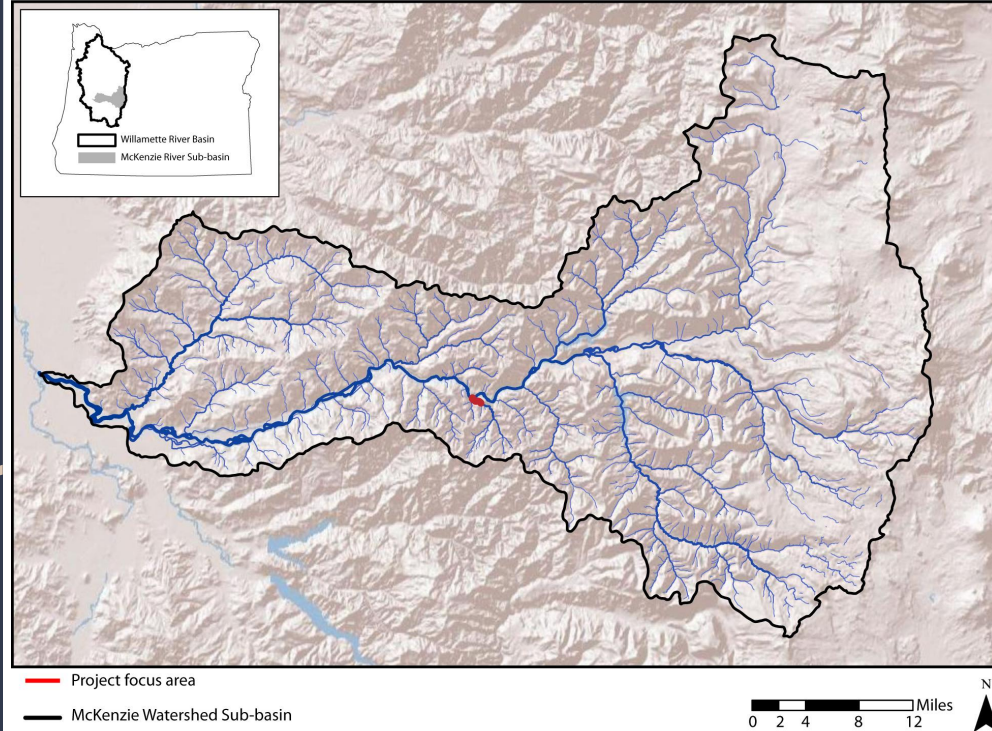 Willamette River Basin
McKenzie River Sub-basin
Project focus area
McKenzie Watershed Sub-basin
Miles
0 2 4 8 12
N